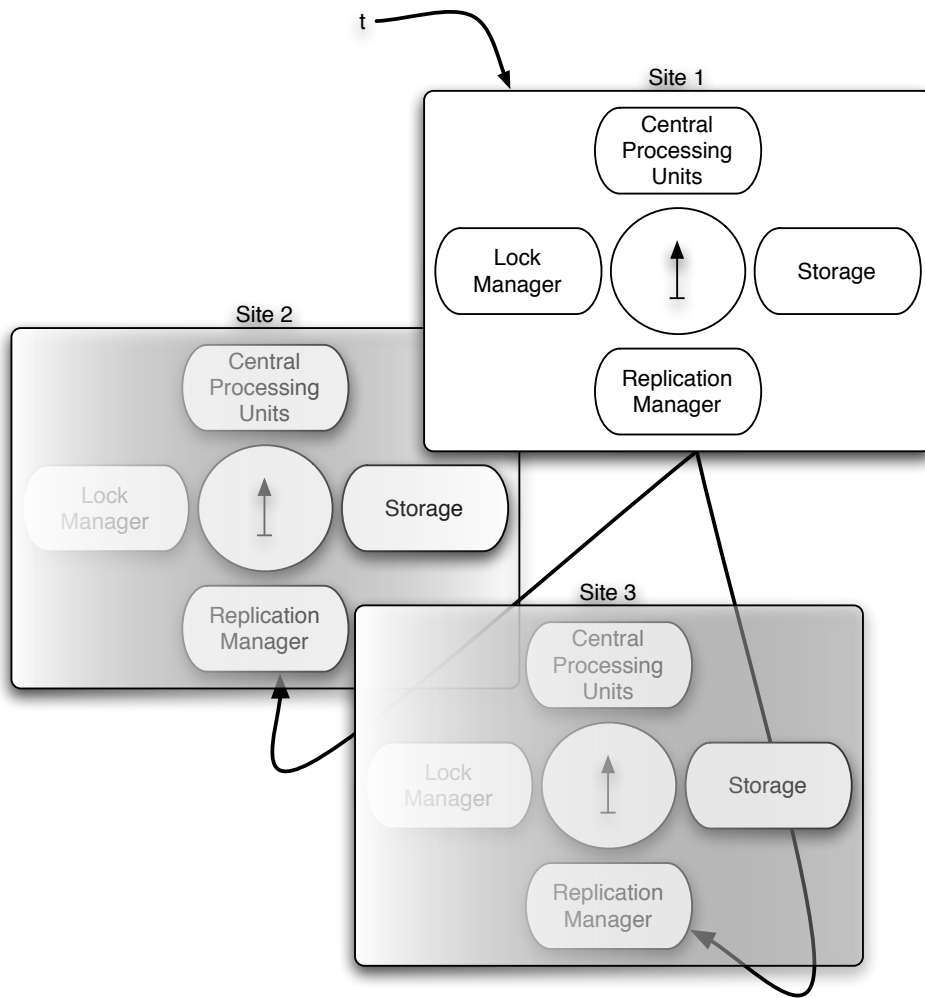 t
Site 1
Central
Processing
Units
Lock
Manager
Storage
Replication
Manager
Site 2
Central
Processing
Units
Lock
Manager
Storage
Replication
Manager
Site 3
Central
Processing
Units
Lock
Manager
Storage
Replication
Manager